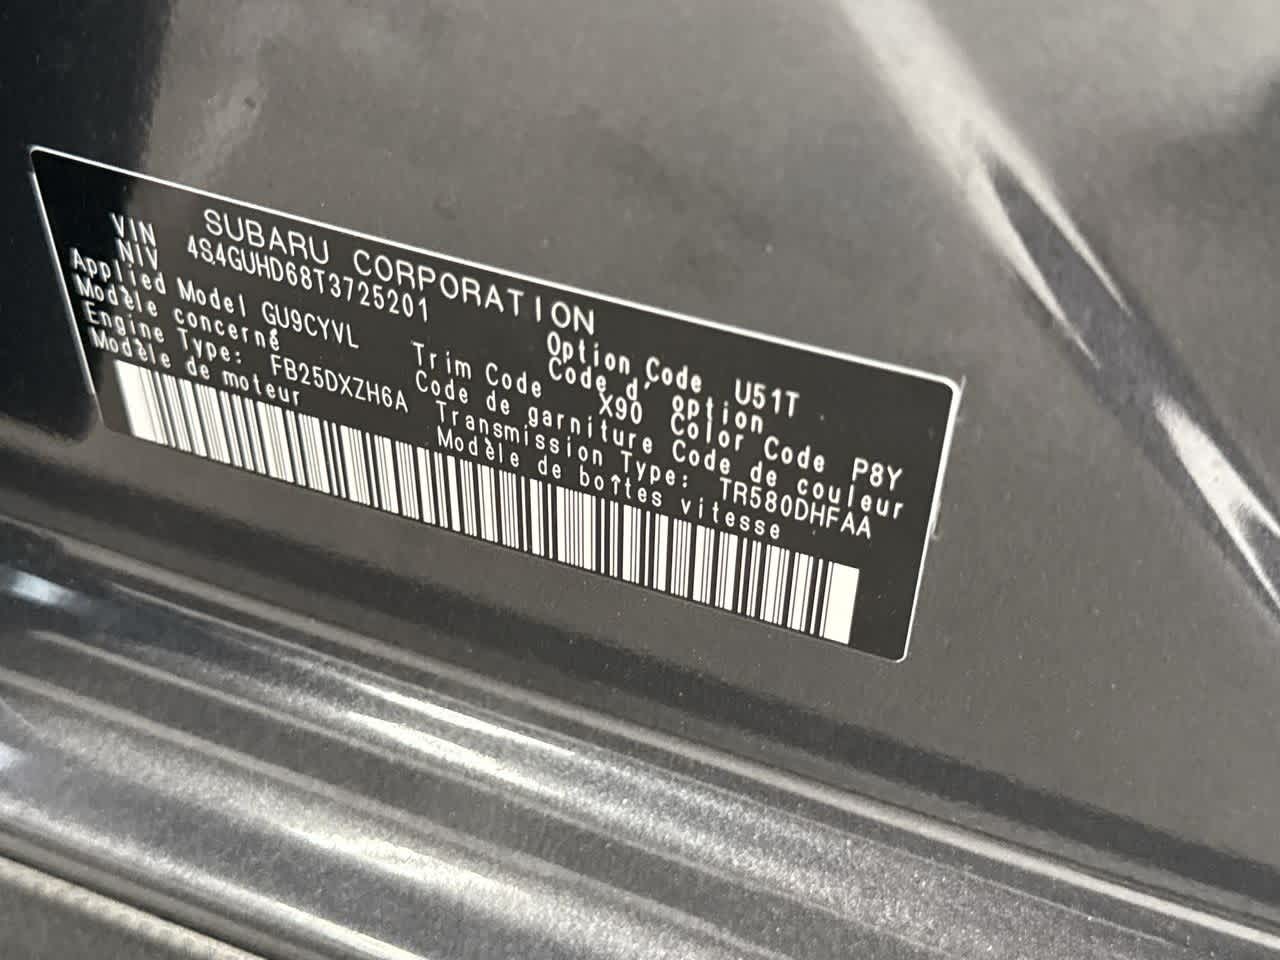 SUBARU CORPORATION
VIN
NIV 4S4GUHD68T3725201
Option Code U51T
Code d'option
Applied Model GU9CYVL
Modèle concerné
Trim Code X90
Code de garniture
Color Code P8Y
Code de couleur
Engine Type: FB25DXZH6A
Modèle de moteur
Transmission Type: TR580DHFAA
Modèle de boîtes vitesse